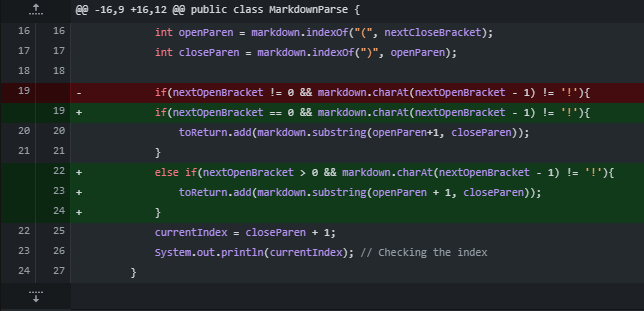 @@ -16,9 +16,12 @@ public class MarkdownParse {
16 16 int openParen = markdown.indexOf("(", nextCloseBracket);
17 17 int closeParen = markdown.indexOf(")", openParen);
18 18
19 - if(nextOpenBracket != 0 && markdown.charAt(nextOpenBracket - 1) != '!'){
19 + if(nextOpenBracket == 0 && markdown.charAt(nextOpenBracket - 1) != '!'){
20 20 toReturn.add(markdown.substring(openParen+1, closeParen));
21 21 }
22 + else if(nextOpenBracket > 0 && markdown.charAt(nextOpenBracket - 1) != '!'){
23 + toReturn.add(markdown.substring(openParen + 1, closeParen));
24 + }
22 25 currentIndex = closeParen + 1;
23 26 System.out.println(currentIndex); // Checking the index
24 27 }